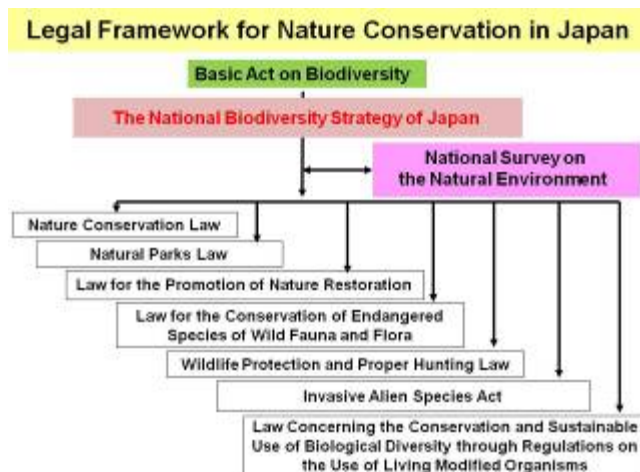 Legal Framework for Nature Conservation in Japan
Basic Act on Biodiversity
The National Biodiversity Strategy of Japan
National Survey on
the Natural Environment
Nature Conservation Law
Natural Parks Law
Law for the Promotion of Nature Restoration
Law for the Conservation of Endangered
Species of Wild Fauna and Flora
Wildlife Protection and Proper Hunting Law
Invasive Alien Species Act
Law Concerning the Conservation and Sustainable
Use of Biological Diversity through Regulations on
the Use of Living Modified Organisms